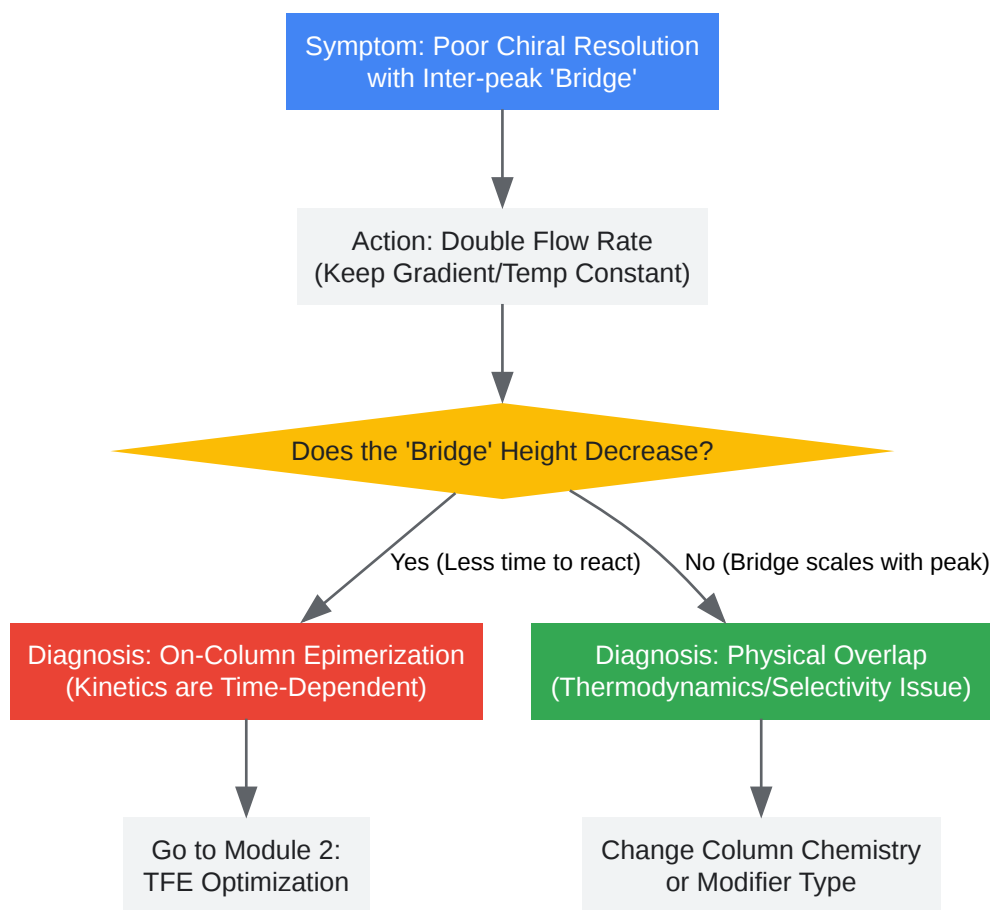 Symptom: Poor Chiral Resolution
with Inter-peak 'Bridge'
Action: Double Flow Rate
(Keep Gradient/Temp Constant)
Does the 'Bridge' Height Decrease?
Yes (Less time to react)
No (Bridge scales with peak)
Diagnosis: On-Column Epimerization
(Kinetics are Time-Dependent)
Diagnosis: Physical Overlap
(Thermodynamics/Selectivity Issue)
Go to Module 2:
TFE Optimization
Change Column Chemistry
or Modifier Type